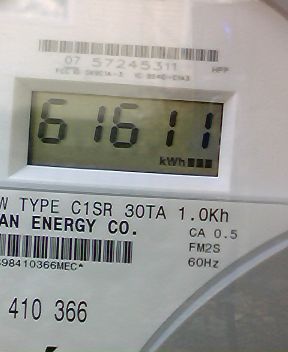 07 57245311
HPP
61611
kWh
W TYPE C1SR 30TA 1.0Kh
AN ENERGY CO.
CA 0.5
FM2S
60Hz
98410366MEC*
410 366